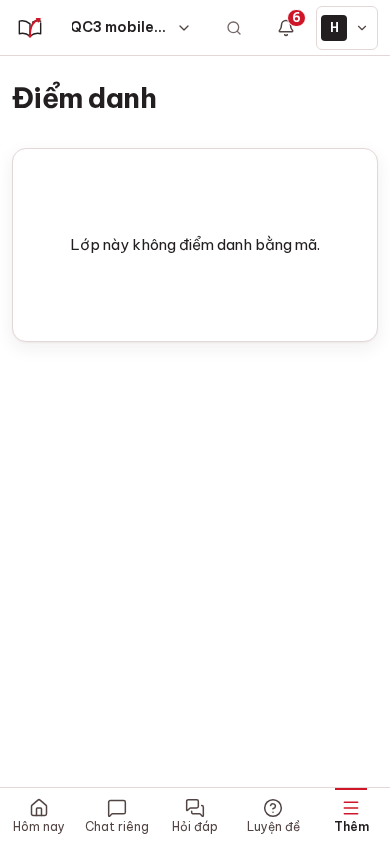 QC3 mobile...
6
H
Điểm danh
Lớp này không điểm danh bằng mã.
Hôm nay
Chat riêng
Hỏi đáp
Luyện đề
Thêm